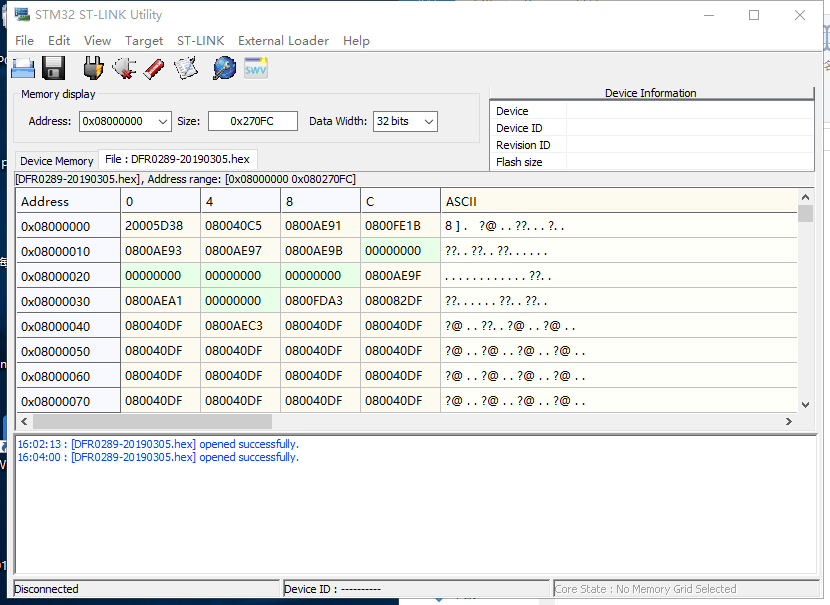 STM32 ST-LINK Utility
File Edit View Target ST-LINK External Loader Help
SWV
Memory display
Address: 0x08000000 Size: 0x270FC Data Width: 32 bits
Device Information
Device
Device ID
Revision ID
Flash size
Device Memory File : DFR0289-20190305.hex
[DFR0289-20190305.hex], Address range: [0x08000000 0x080270FC]
Address 0 4 8 C ASCII
0x08000000 20005D38 080040C5 0800AE91 0800FE1B 8 ] . ?@ . . ??. . . ?. .
0x08000010 0800AE93 0800AE97 0800AE9B 00000000 ??. . ??. . ??. . . . . .
0x08000020 00000000 00000000 00000000 0800AE9F . . . . . . . . . . . . ??. .
0x08000030 0800AEA1 00000000 0800FDA3 080082DF ??. . . . . . ??. . ??. .
0x08000040 080040DF 0800AEC3 080040DF 080040DF ?@ . . ??. . ?@ . . ?@ . .
0x08000050 080040DF 080040DF 080040DF 080040DF ?@ . . ?@ . . ?@ . . ?@ . .
0x08000060 080040DF 080040DF 080040DF 080040DF ?@ . . ?@ . . ?@ . . ?@ . .
0x08000070 080040DF 080040DF 080040DF 080040DF ?@ . . ?@ . . ?@ . . ?@ . .
16:02:13 : [DFR0289-20190305.hex] opened successfully.
16:04:00 : [DFR0289-20190305.hex] opened successfully.
Disconnected Device ID : ---------- Core State : No Memory Grid Selected